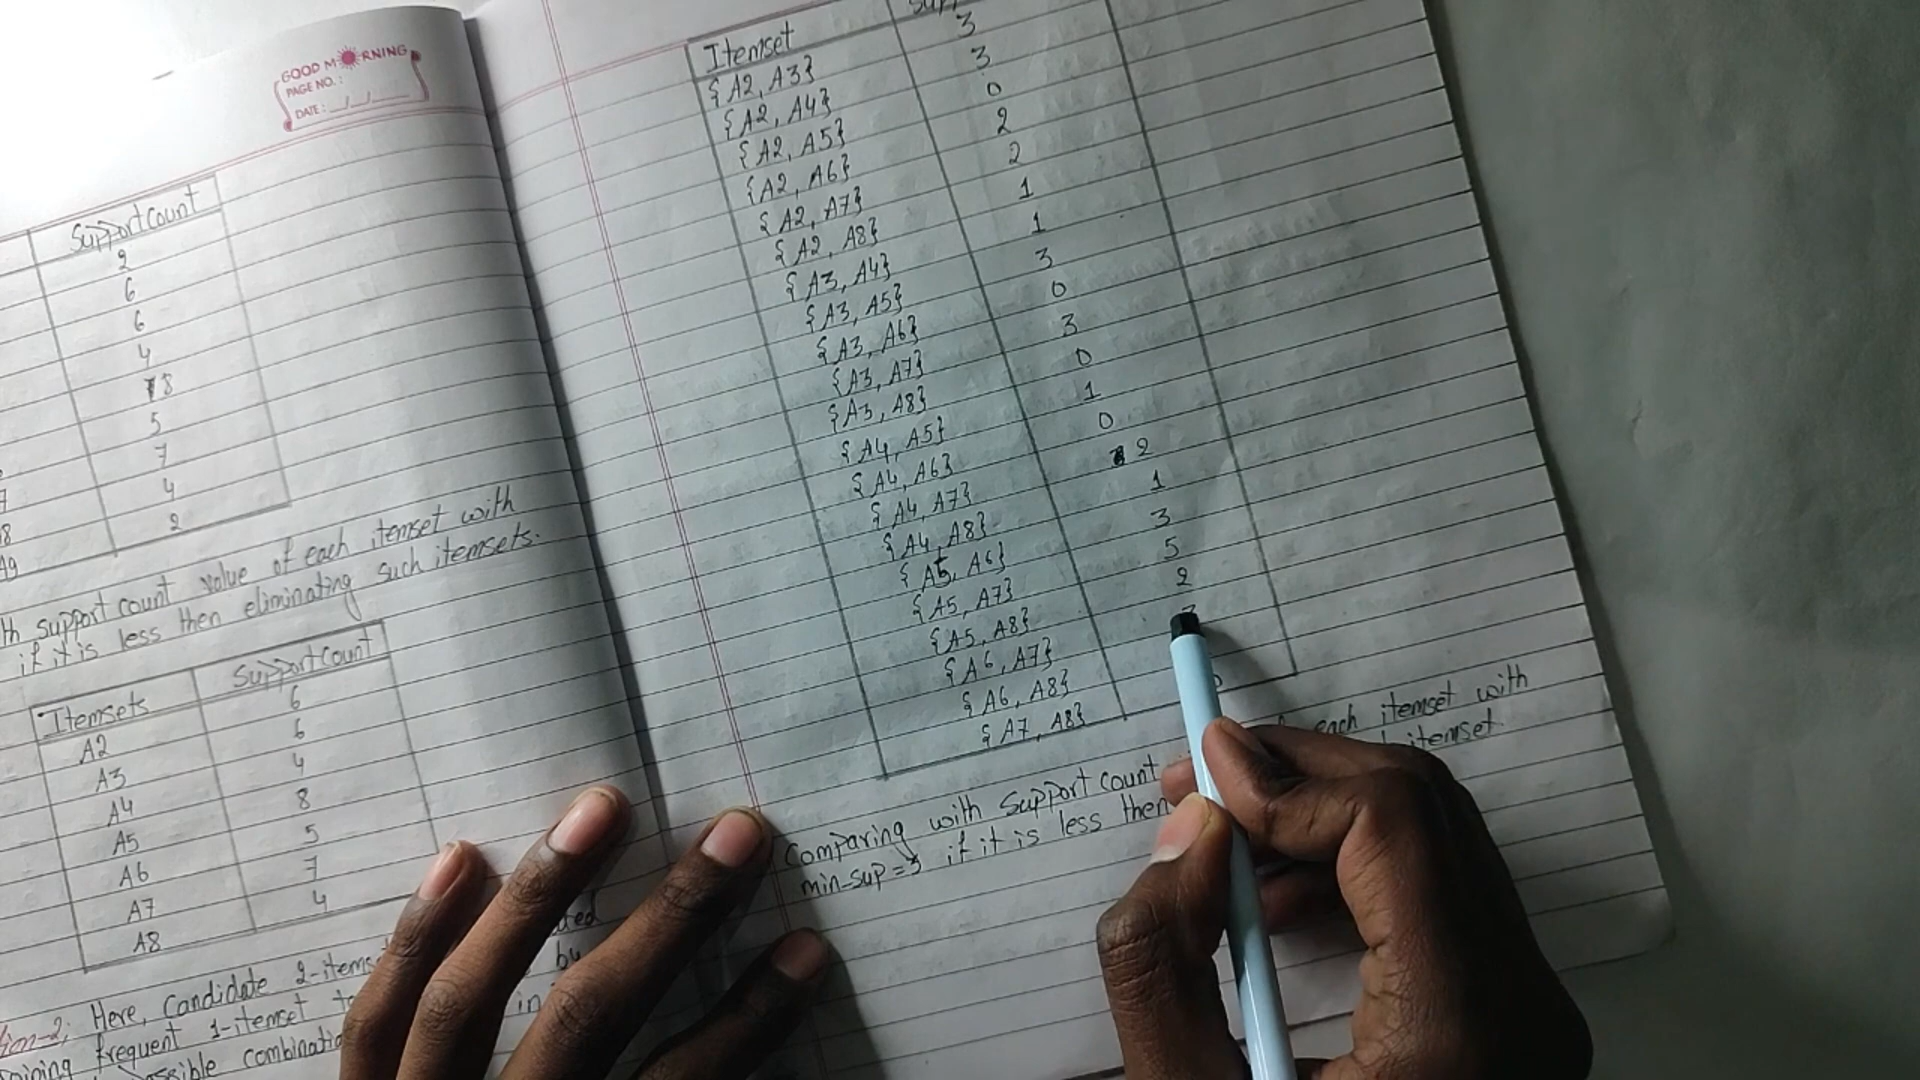 GOOD MORNING
PAGE NO.:
DATE:
Support Count
2
6
6
4
8
5
7
4
2
8
A9
th support count value of each itemset with
if it is less then eliminating such itemsets.
Itemsets Support Count
A2 6
A3 6
A4 4
A5 8
A6 5
A7 7
A8 4
Here, Candidate 2-items
frequent 1-itemset
combinatio
Itemset
{A2, A3} 3
{A2, A4} 3
{A2, A5} 0
{A2, A6} 2
{A2, A7} 2
{A2, A8} 1
{A3, A4} 1
{A3, A5} 3
{A3, A6} 0
{A3, A7} 3
{A3, A8} 0
{A4, A5} 1
{A4, A6} 0
{A4, A7} 2
{A4, A8} 1
{A5, A6} 3
{A5, A7} 5
{A5, A8} 2
{A6, A7}
{A6, A8}
{A7, A8}
Comparing with Support count each itemset with
min-sup=3 if it is less then itemset.